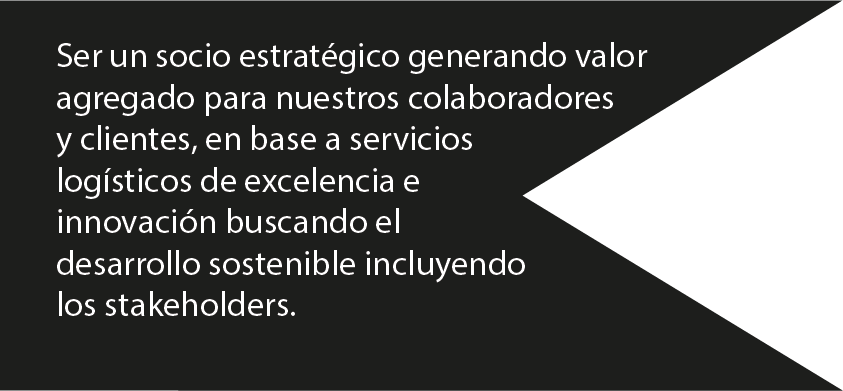 Ser un socio estratégico generando valor
agregado para nuestros colaboradores
y clientes, en base a servicios
logísticos de excelencia e
innovación buscando el
desarrollo sostenible incluyendo
los stakeholders.